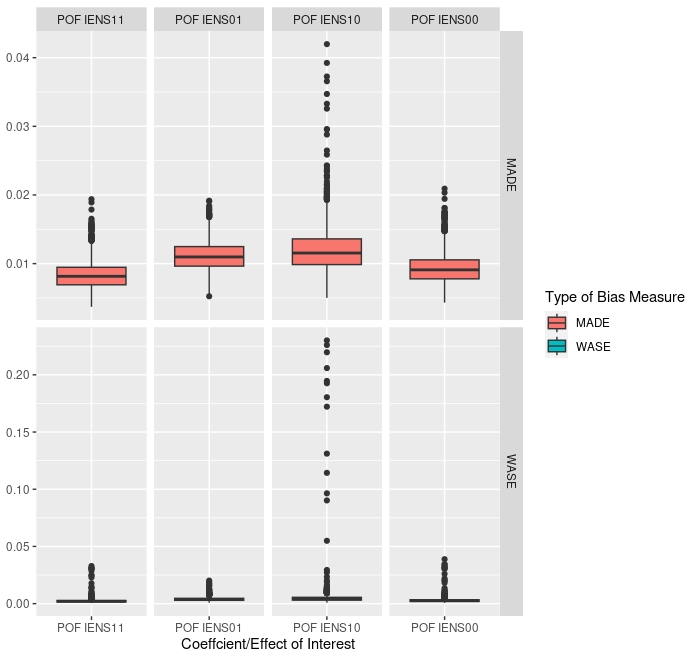 POF IENS11 POF IENS01 POF IENS10 POF IENS00
0.04
0.03
0.02
0.01
MADE
0.20
0.15
0.10
0.05
0.00
WASE
POF IENS11 POF IENS01 POF IENS10 POF IENS00
Coeffcient/Effect of Interest
Type of Bias Measure
MADE
WASE